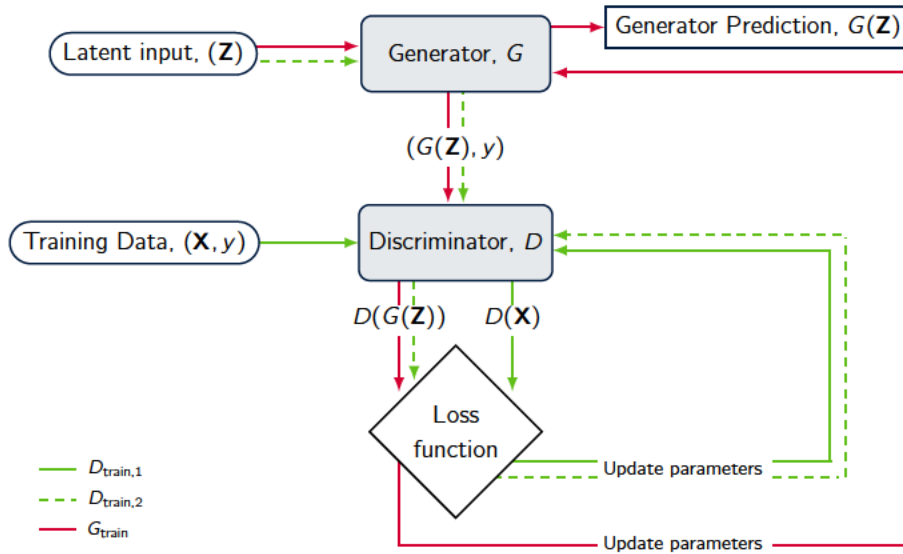 Latent input, (Z)
Generator, G
Generator Prediction, G(Z)
(G(Z), y)
Training Data, (X, y)
Discriminator, D
D(G(Z))
D(X)
Loss
function
D_train,1
D_train,2
G_train
Update parameters
Update parameters